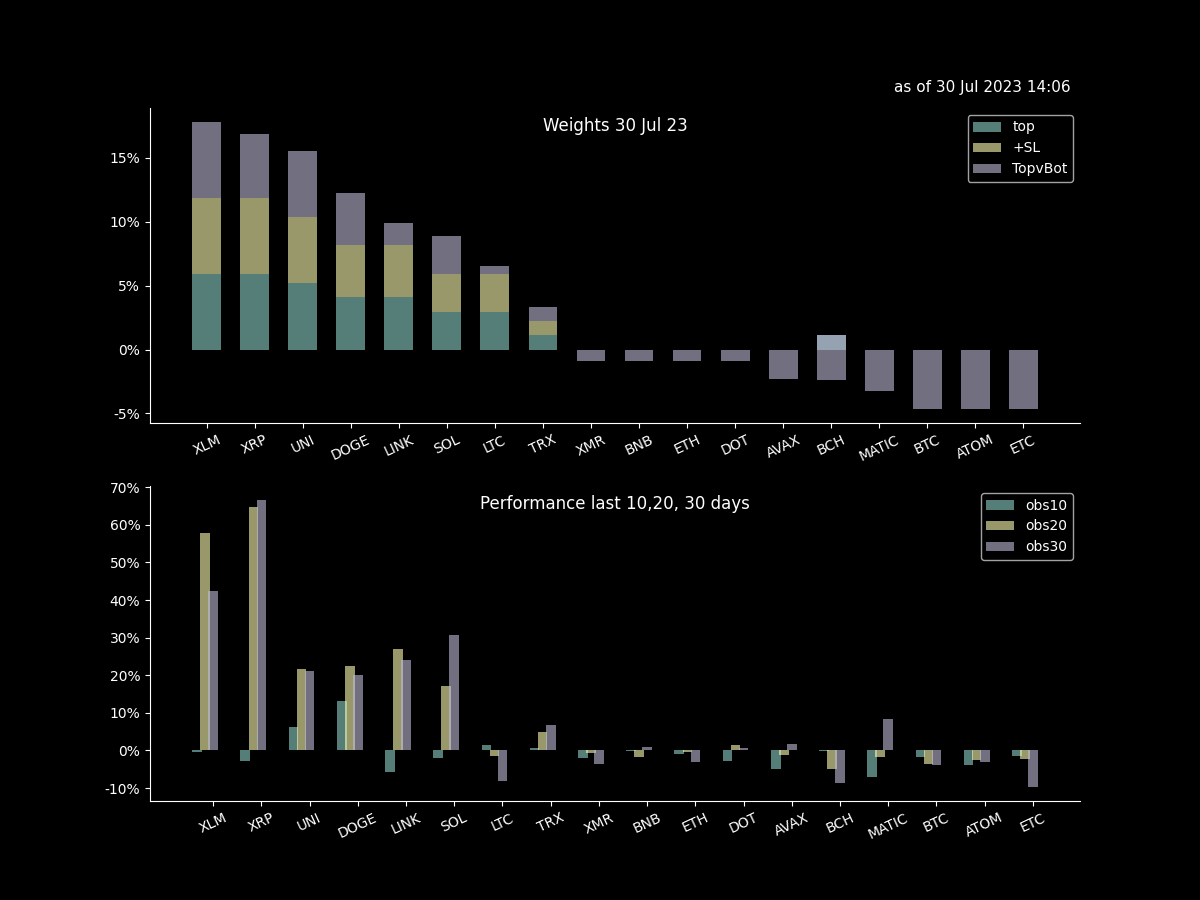 as of 30 Jul 2023 14:06
Weights 30 Jul 23
top
+SL
TopvBot
15%
10%
5%
0%
-5%
XLM XRP UNI DOGE LINK SOL LTC TRX XMR BNB ETH DOT AVAX BCH MATIC BTC ATOM ETC
Performance last 10,20, 30 days
obs10
obs20
obs30
70%
60%
50%
40%
30%
20%
10%
0%
-10%
XLM XRP UNI DOGE LINK SOL LTC TRX XMR BNB ETH DOT AVAX BCH MATIC BTC ATOM ETC